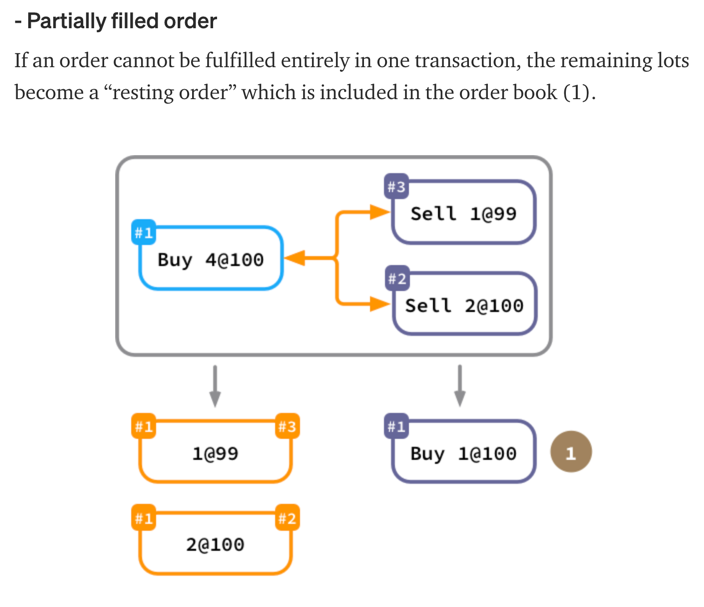 - Partially filled order
If an order cannot be fulfilled entirely in one transaction, the remaining lots
become a “resting order” which is included in the order book (1).
#3
Sell 1@99
#1
Buy 4@100
#2
Sell 2@100
#1 #3
1@99
#1
Buy 1@100
1
#1 #2
2@100